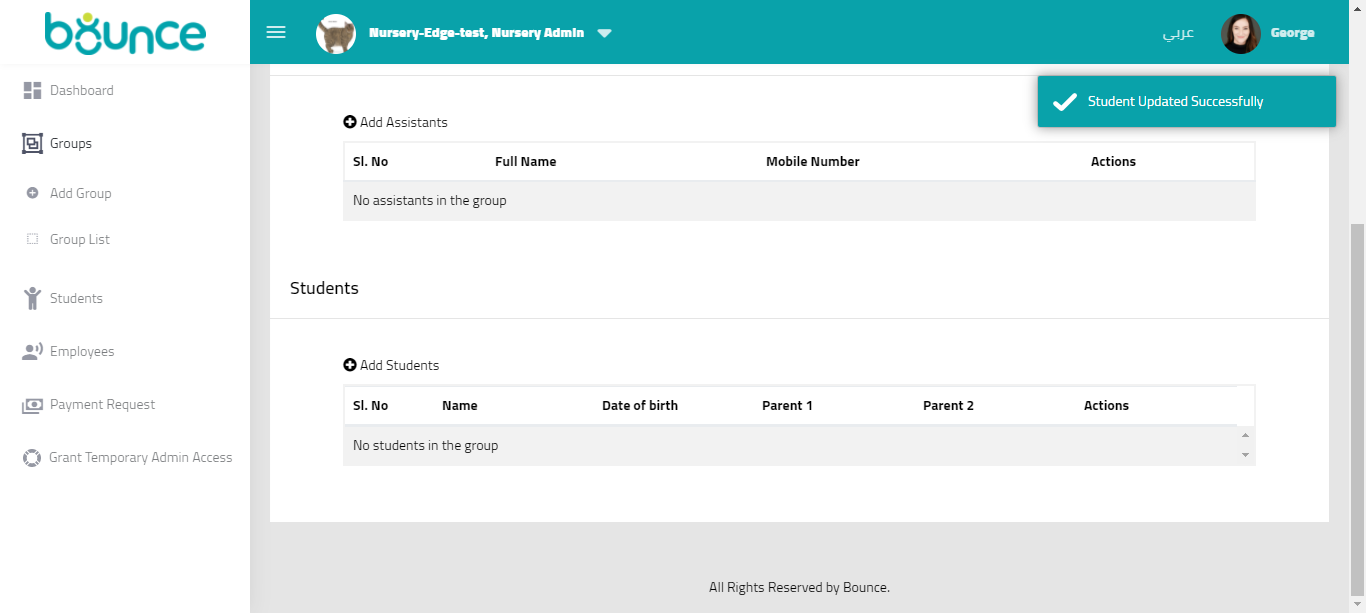 bounce
Nursery-Edge-test, Nursery Admin
عربي
George
Student Updated Successfully
Dashboard
Groups
Add Group
Group List
Students
Employees
Payment Request
Grant Temporary Admin Access
Add Assistants
Sl. No Full Name Mobile Number Actions
No assistants in the group
Students
Add Students
Sl. No Name Date of birth Parent 1 Parent 2 Actions
No students in the group
All Rights Reserved by Bounce.